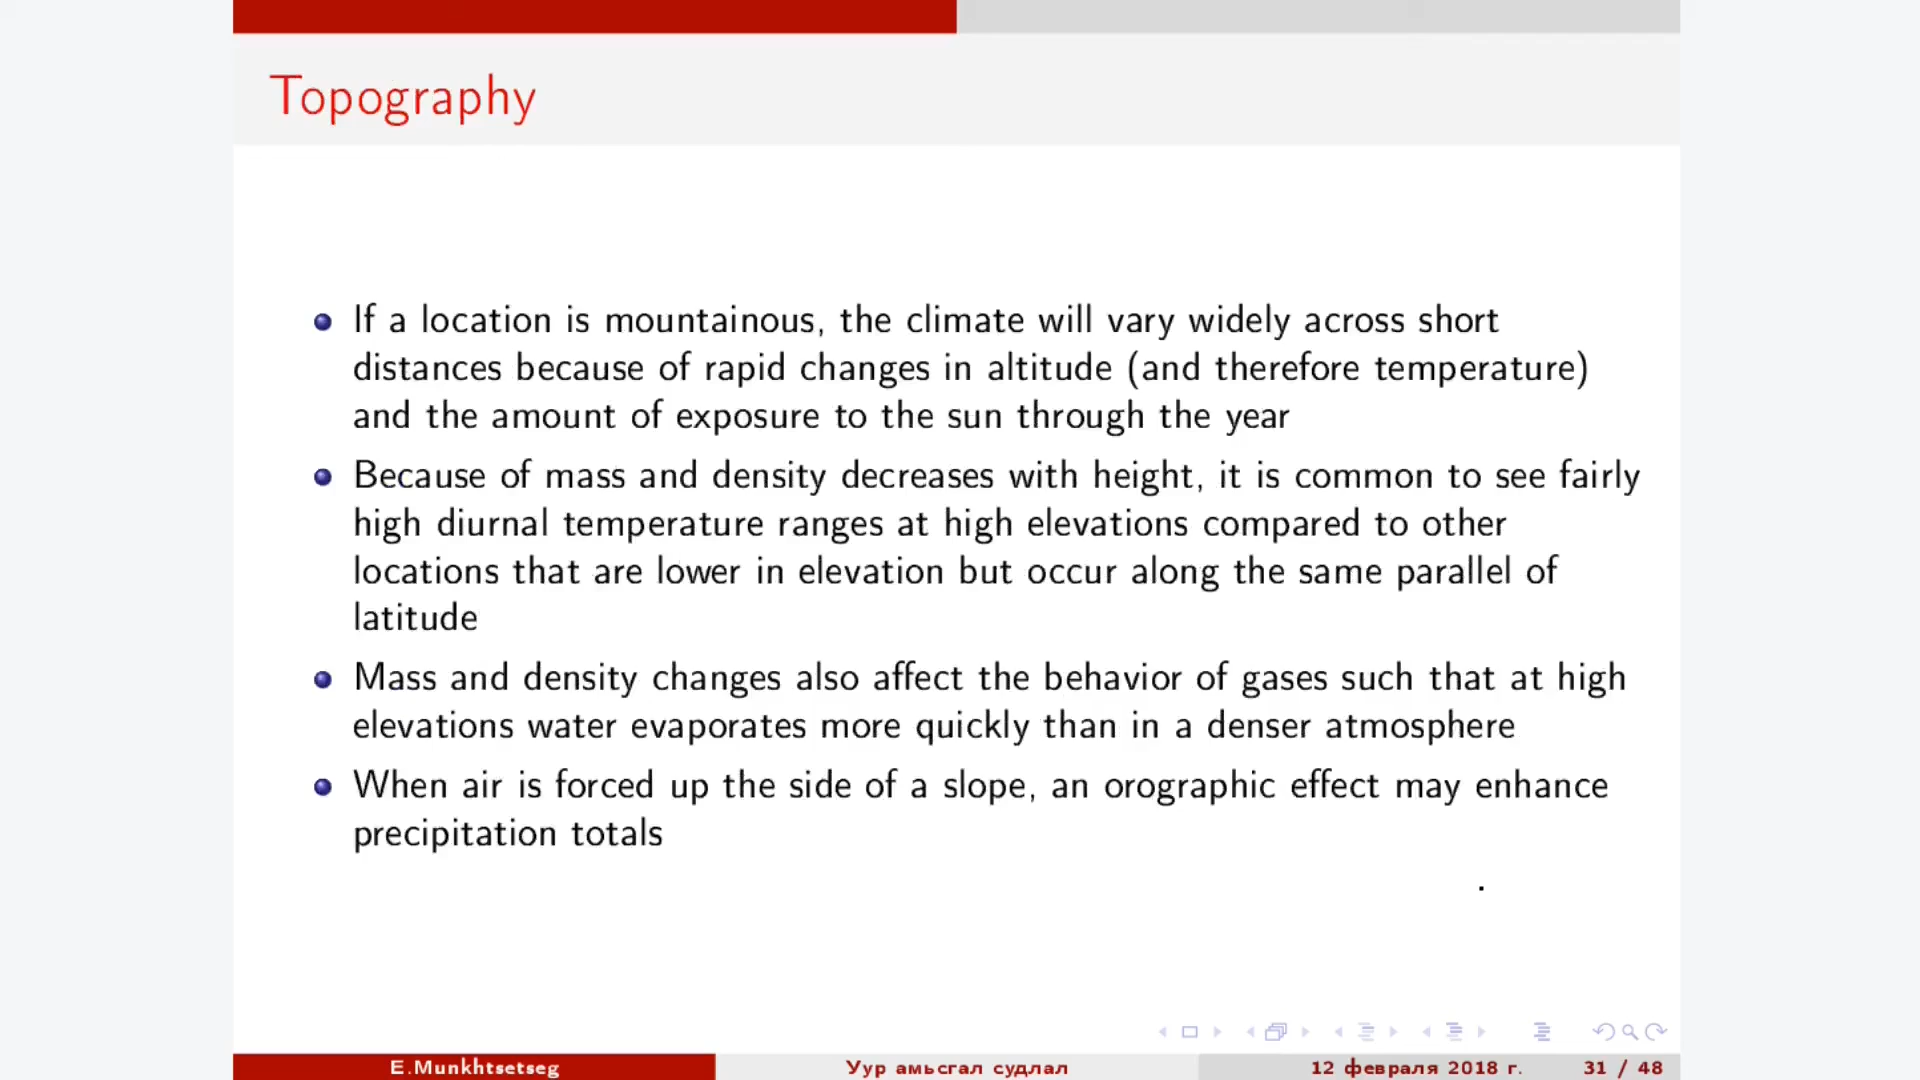 Topography
If a location is mountainous, the climate will vary widely across short
distances because of rapid changes in altitude (and therefore temperature)
and the amount of exposure to the sun through the year
Because of mass and density decreases with height, it is common to see fairly
high diurnal temperature ranges at high elevations compared to other
locations that are lower in elevation but occur along the same parallel of
latitude
Mass and density changes also affect the behavior of gases such that at high
elevations water evaporates more quickly than in a denser atmosphere
When air is forced up the side of a slope, an orographic effect may enhance
precipitation totals
.
E.Munkhtsetseg Уур амьсгал судлал 12 февраля 2018 г. 31 / 48